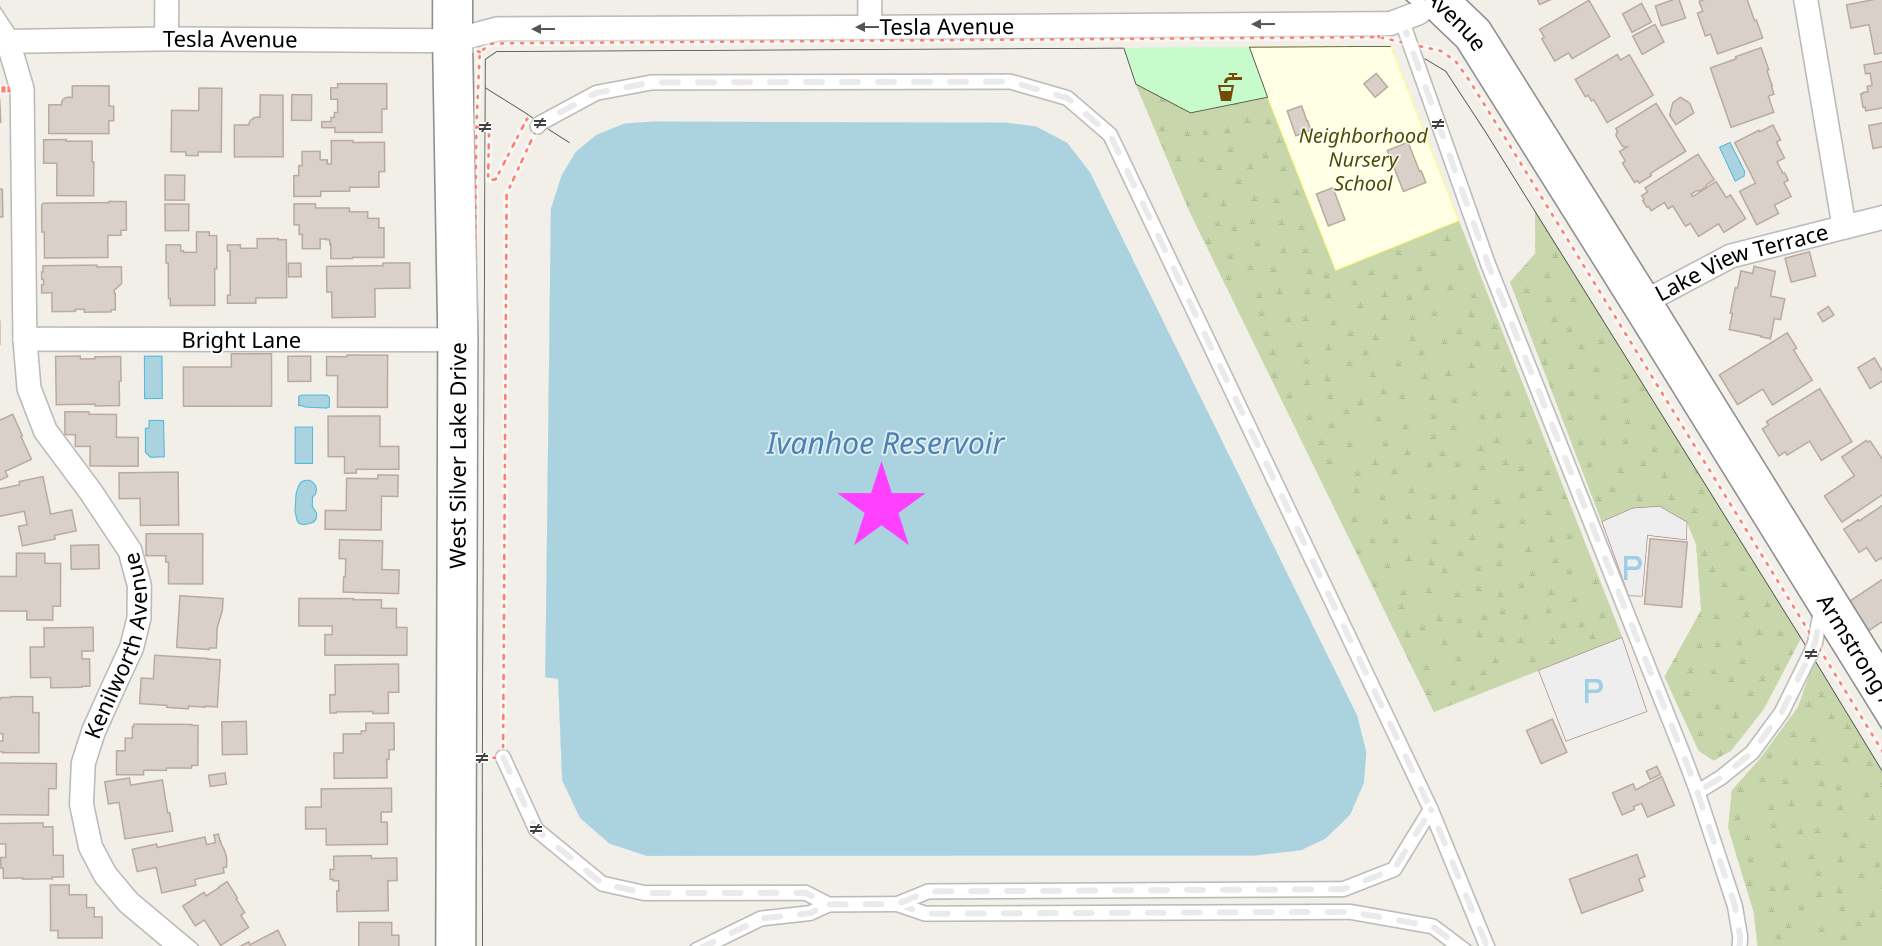 Tesla Avenue
Tesla Avenue
Avenue
Neighborhood
Nursery
School
Lake View Terrace
Bright Lane
West Silver Lake Drive
Ivanhoe Reservoir
Kenilworth Avenue
P
P
Armstrong